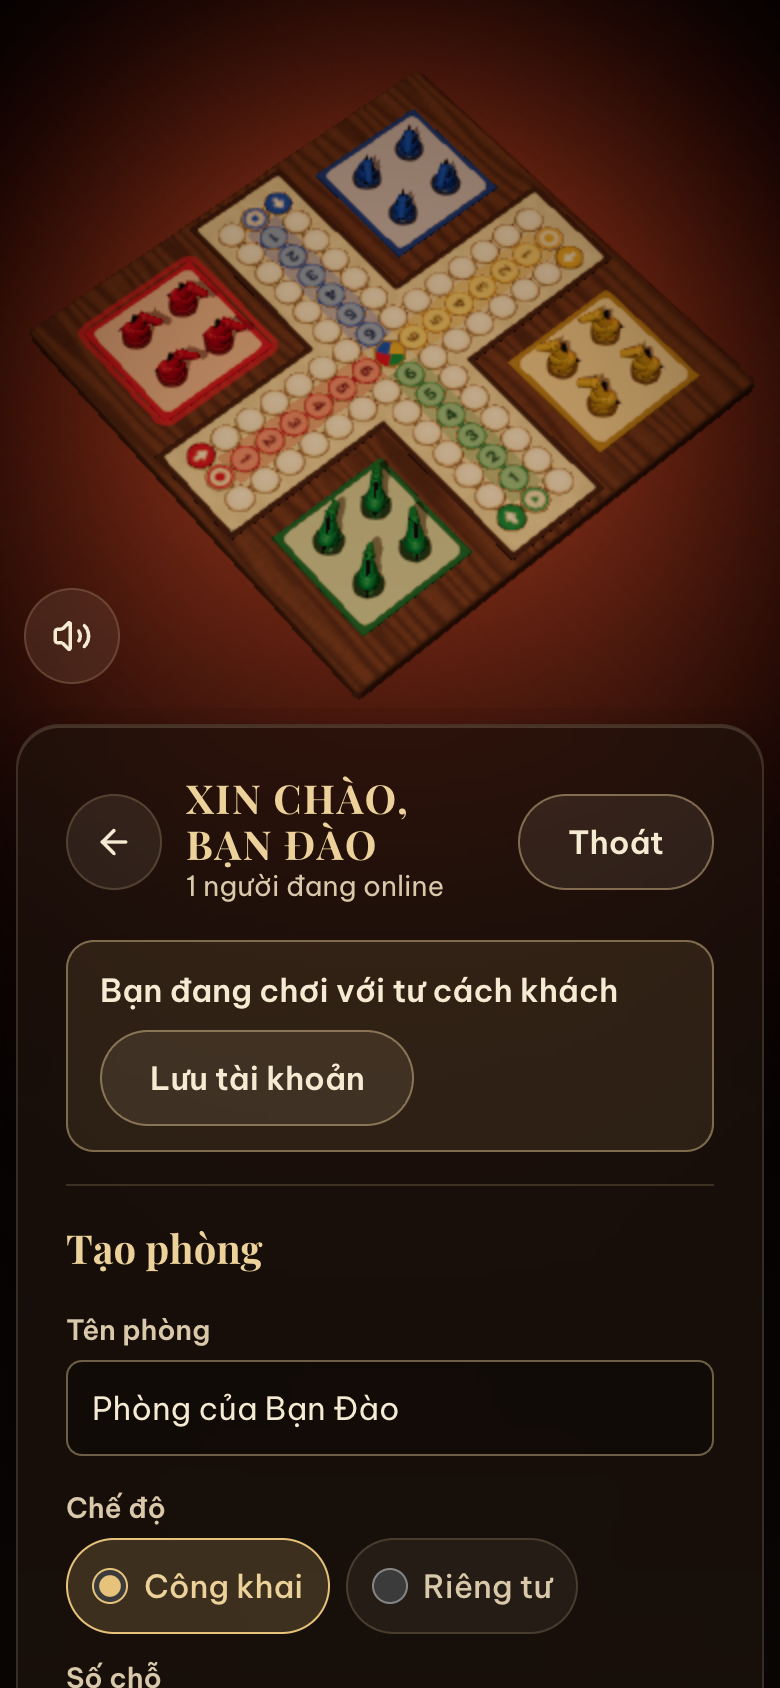 XIN CHÀO,
BẠN ĐÀO
1 người đang online
Thoát
Bạn đang chơi với tư cách khách
Lưu tài khoản
Tạo phòng
Tên phòng
Phòng của Bạn Đào
Chế độ
Công khai
Riêng tư
Số chỗ